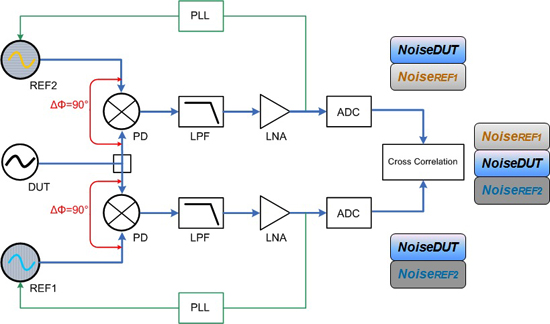 PLL
NoiseDUT
NoiseREF1
REF2
ΔΦ=90°
PD
LPF
LNA
ADC
NoiseREF1
NoiseDUT
NoiseREF2
Cross Correlation
DUT
ΔΦ=90°
PD
LPF
LNA
ADC
NoiseDUT
NoiseREF2
REF1
PLL